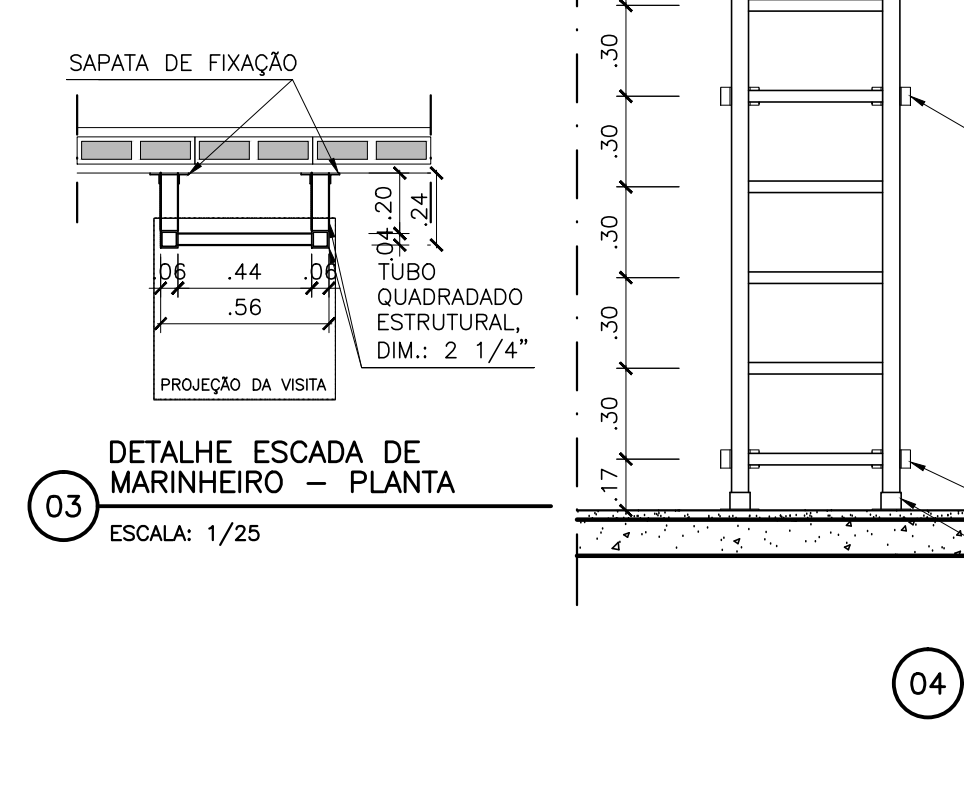 SAPATA DE FIXAÇÃO
.20
.24
.04
.06
.44
.06
.56
TUBO
QUADRADADO
ESTRUTURAL,
DIM.: 2 1/4”
PROJEÇÃO DA VISITA
03
DETALHE ESCADA DE
MARINHEIRO – PLANTA
ESCALA: 1/25
.30
.30
.30
.30
.30
.17
04